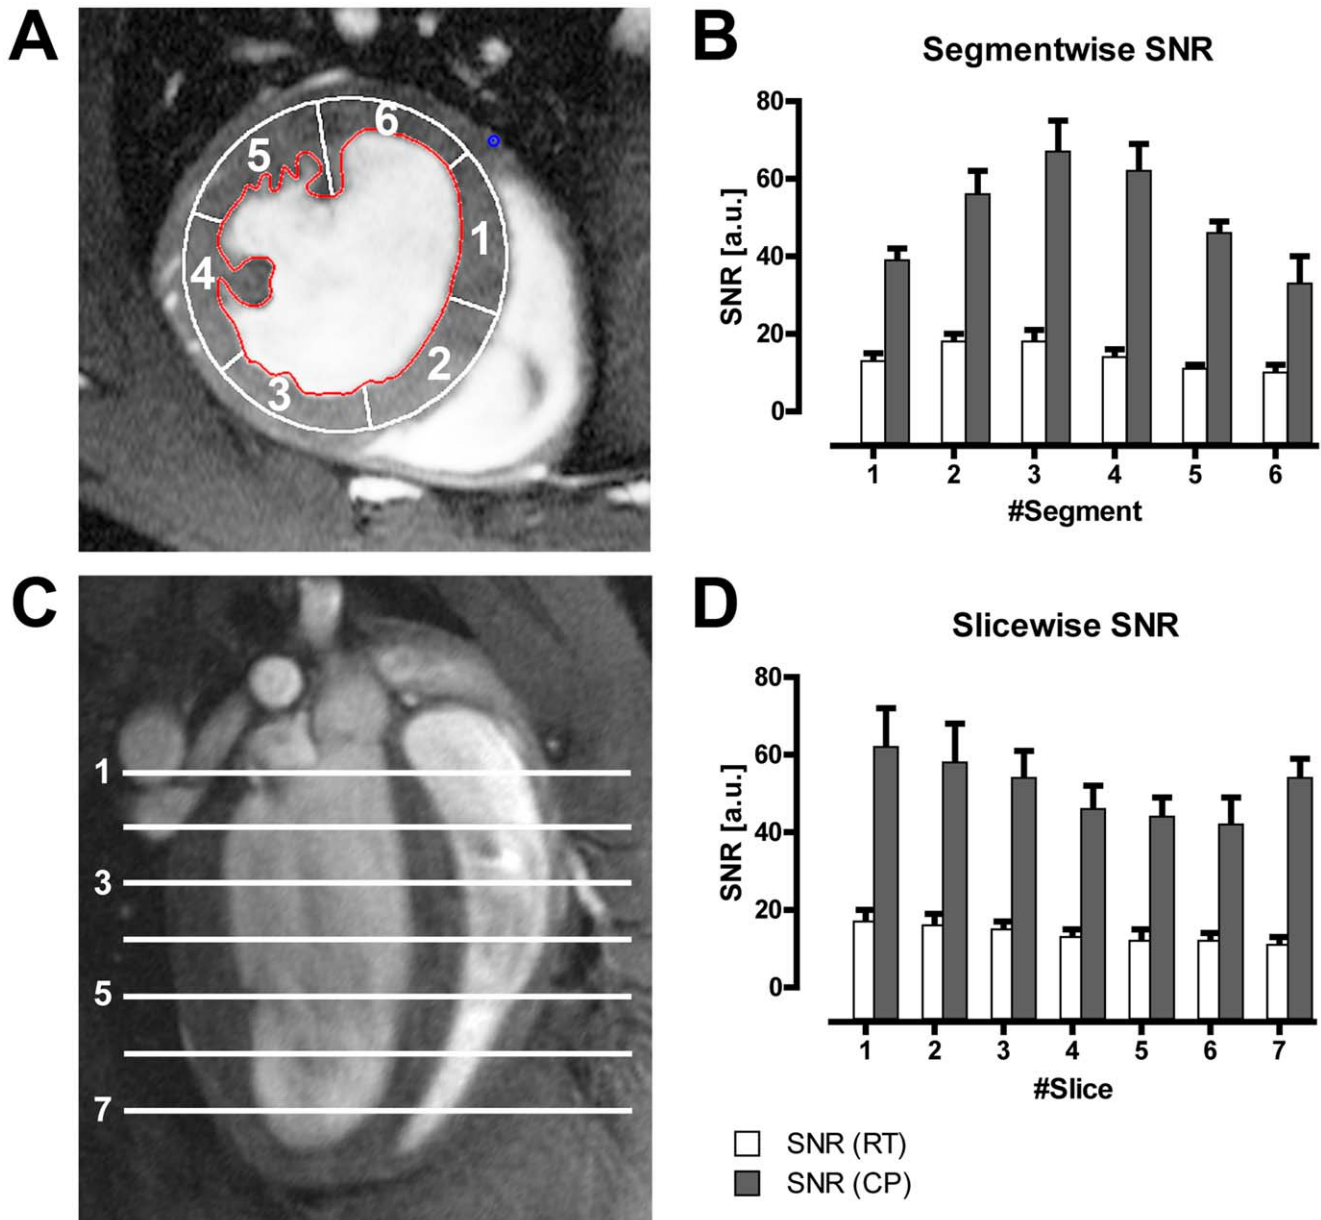 A
6
5
1
4
2
3
B
Segmentwise SNR
80
60
40
20
0
SNR [a.u.]
1 2 3 4 5 6
#Segment
C
1
3
5
7
D
Slicewise SNR
80
60
40
20
0
SNR [a.u.]
1 2 3 4 5 6 7
#Slice
SNR (RT)
SNR (CP)